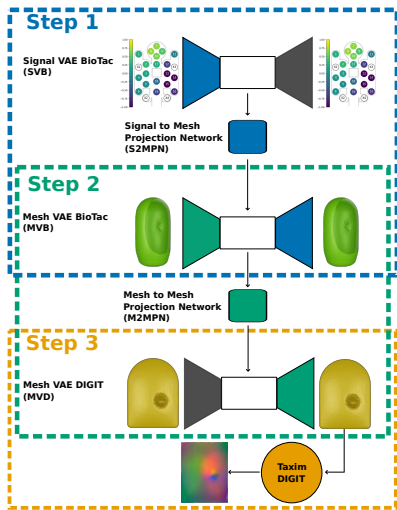 Step 1
Signal VAE BioTac
(SVB)
Signal to Mesh
Projection Network
(S2MPN)
Step 2
Mesh VAE BioTac
(MVB)
Mesh to Mesh
Projection Network
(M2MPN)
Step 3
Mesh VAE DIGIT
(MVD)
Taxim
DIGIT